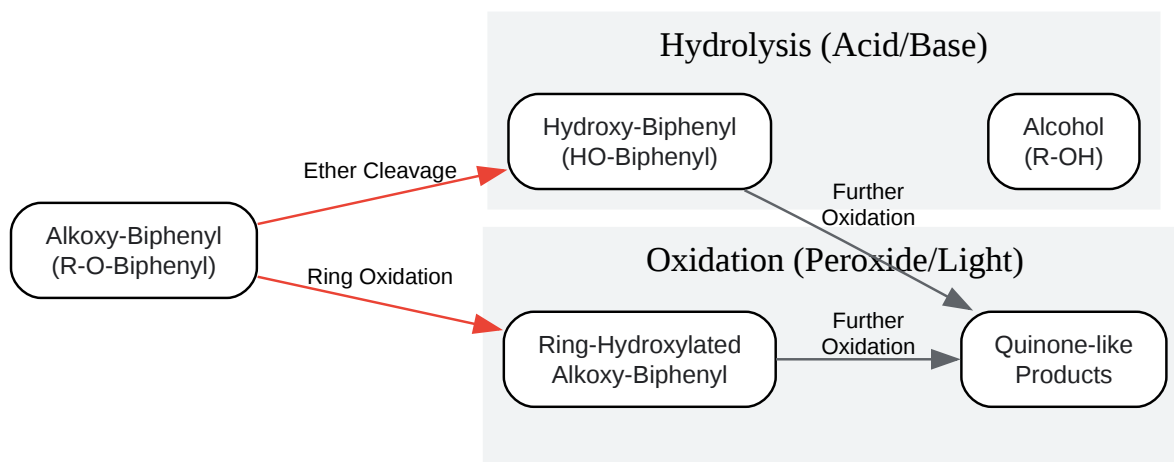 Hydrolysis (Acid/Base)
Hydroxy-Biphenyl
(HO-Biphenyl)
Alcohol
(R-OH)
Ether Cleavage
Further
Oxidation
Alkoxy-Biphenyl
(R-O-Biphenyl)
Oxidation (Peroxide/Light)
Ring Oxidation
Ring-Hydroxylated
Alkoxy-Biphenyl
Further
Oxidation
Quinone-like
Products